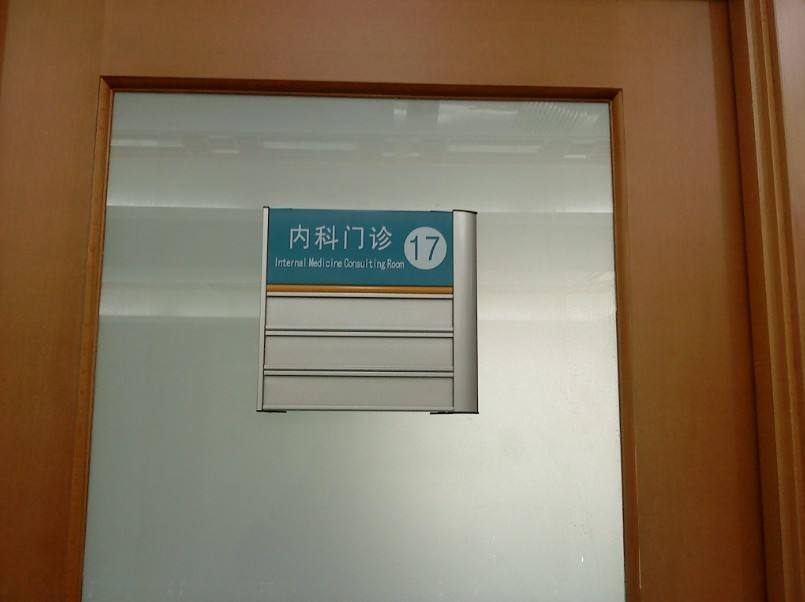 内科门诊
Internal Medicine Consulting Room
17